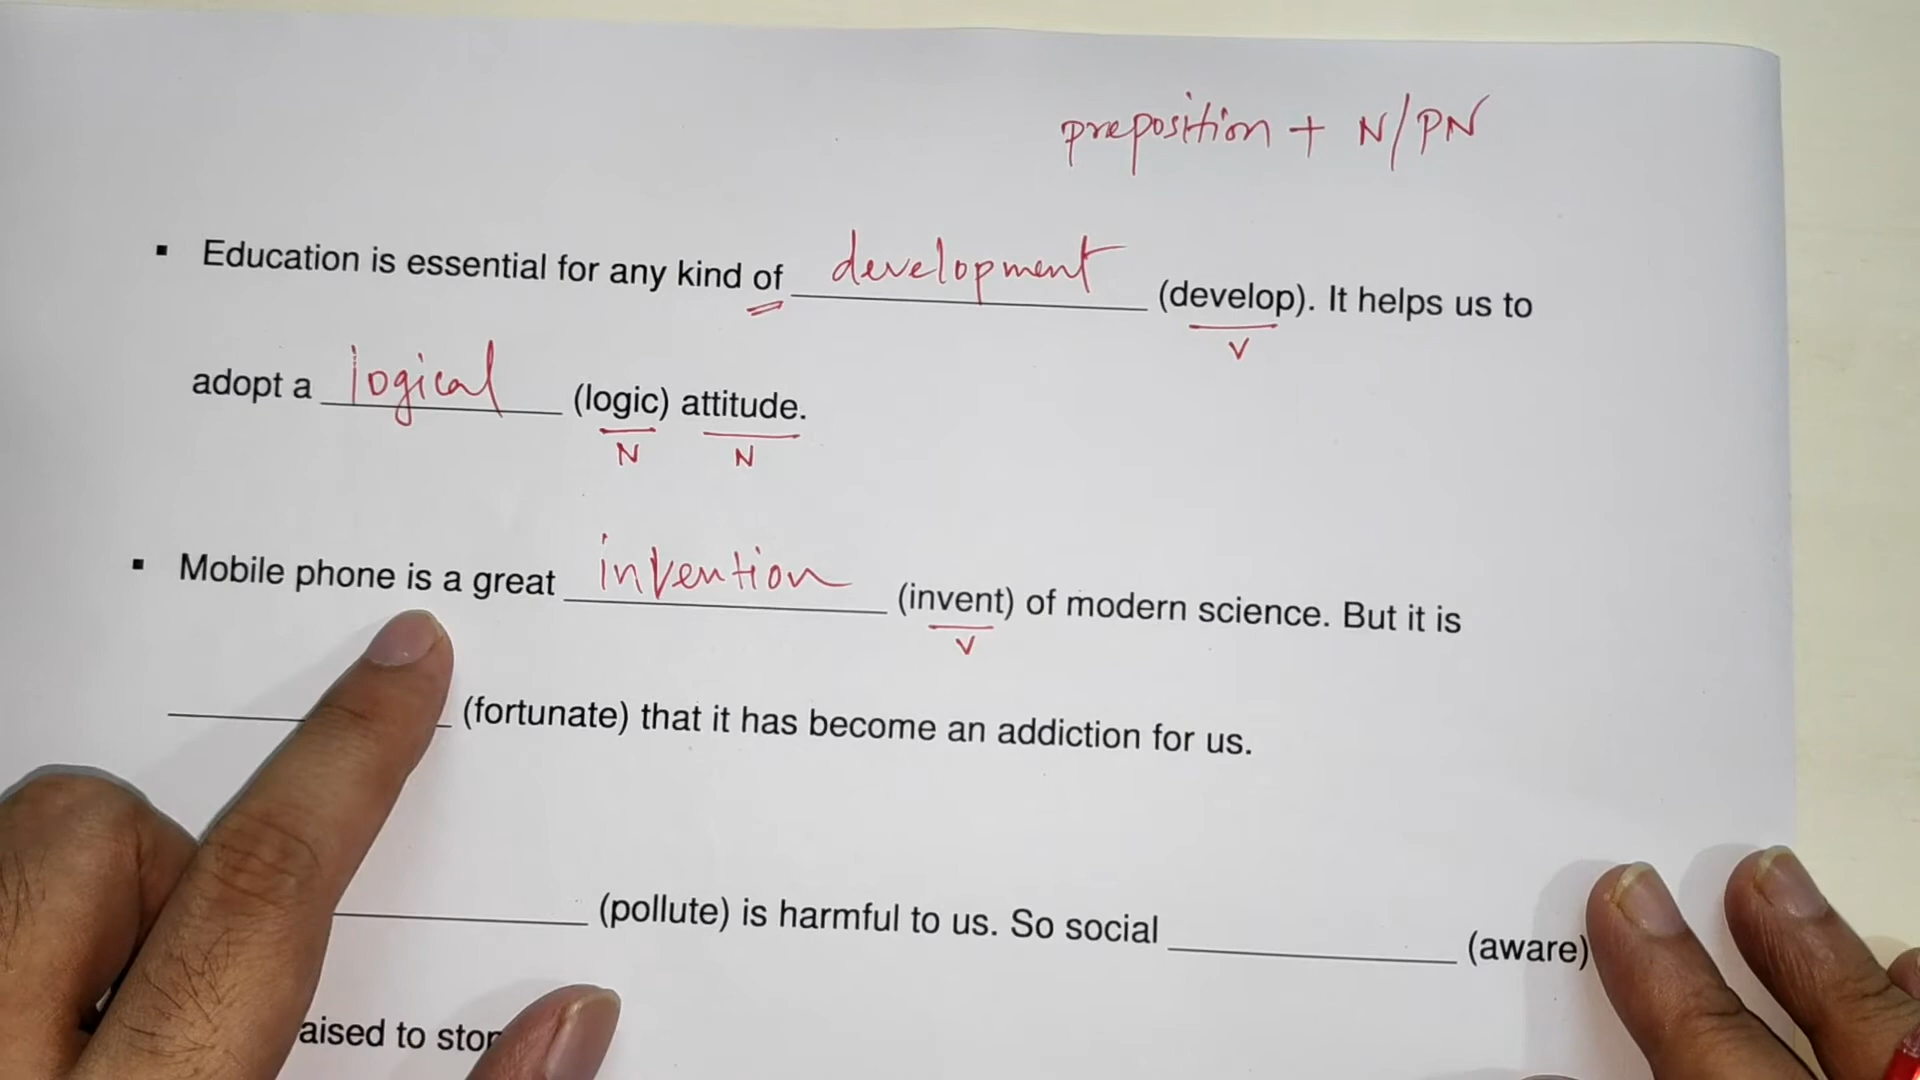 preposition + N/PN
▪ Education is essential for any kind of development (develop). It helps us to
V
adopt a logical (logic) attitude.
N N
▪ Mobile phone is a great invention (invent) of modern science. But it is
V
(fortunate) that it has become an addiction for us.
(pollute) is harmful to us. So social (aware)
to